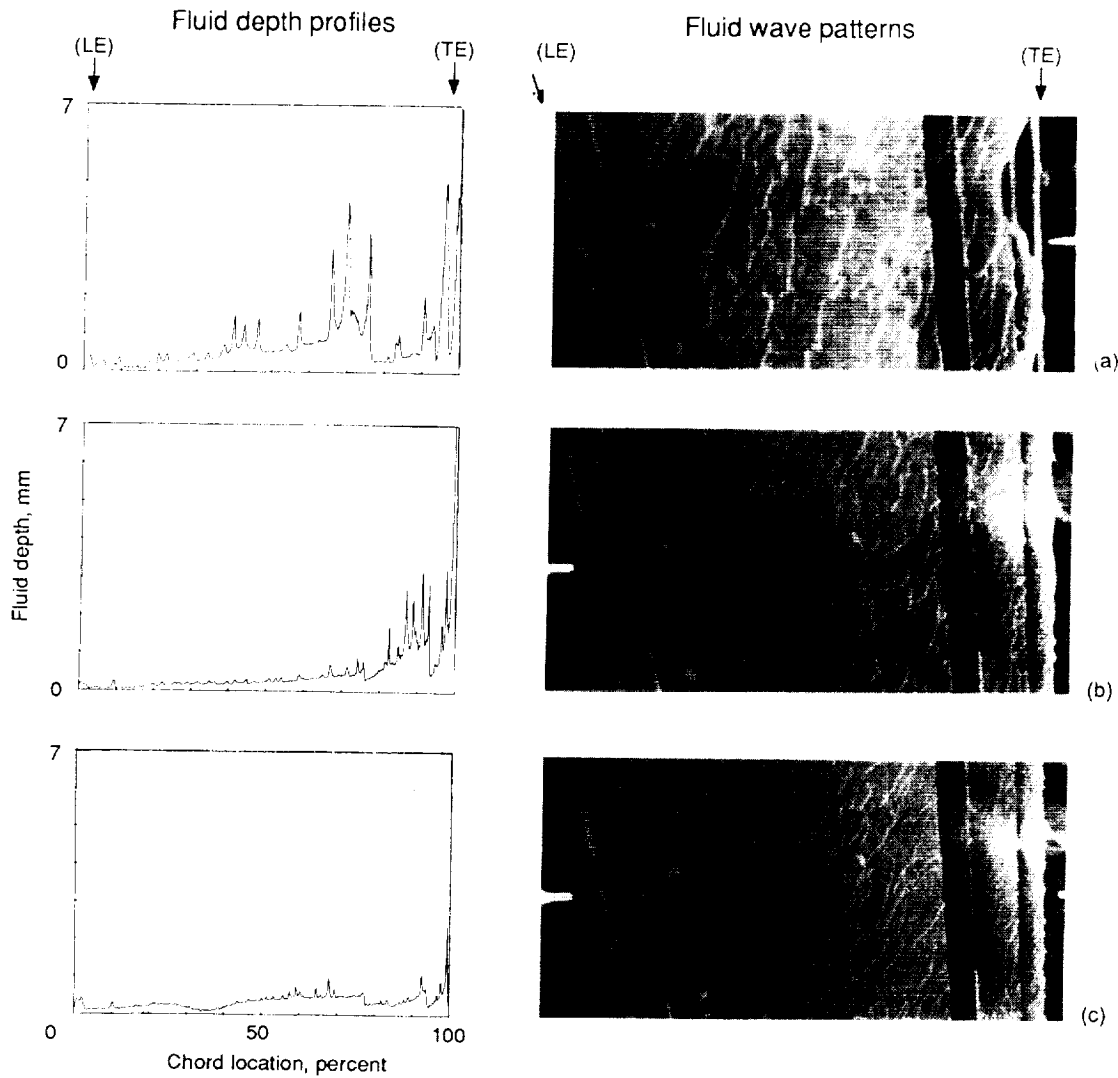 Fluid depth profiles
Fluid wave patterns
(LE)
(TE)
(LE)
(TE)
7
0
(a)
7
Fluid depth, mm
0
(b)
7
0
50
100
(c)
Chord location, percent